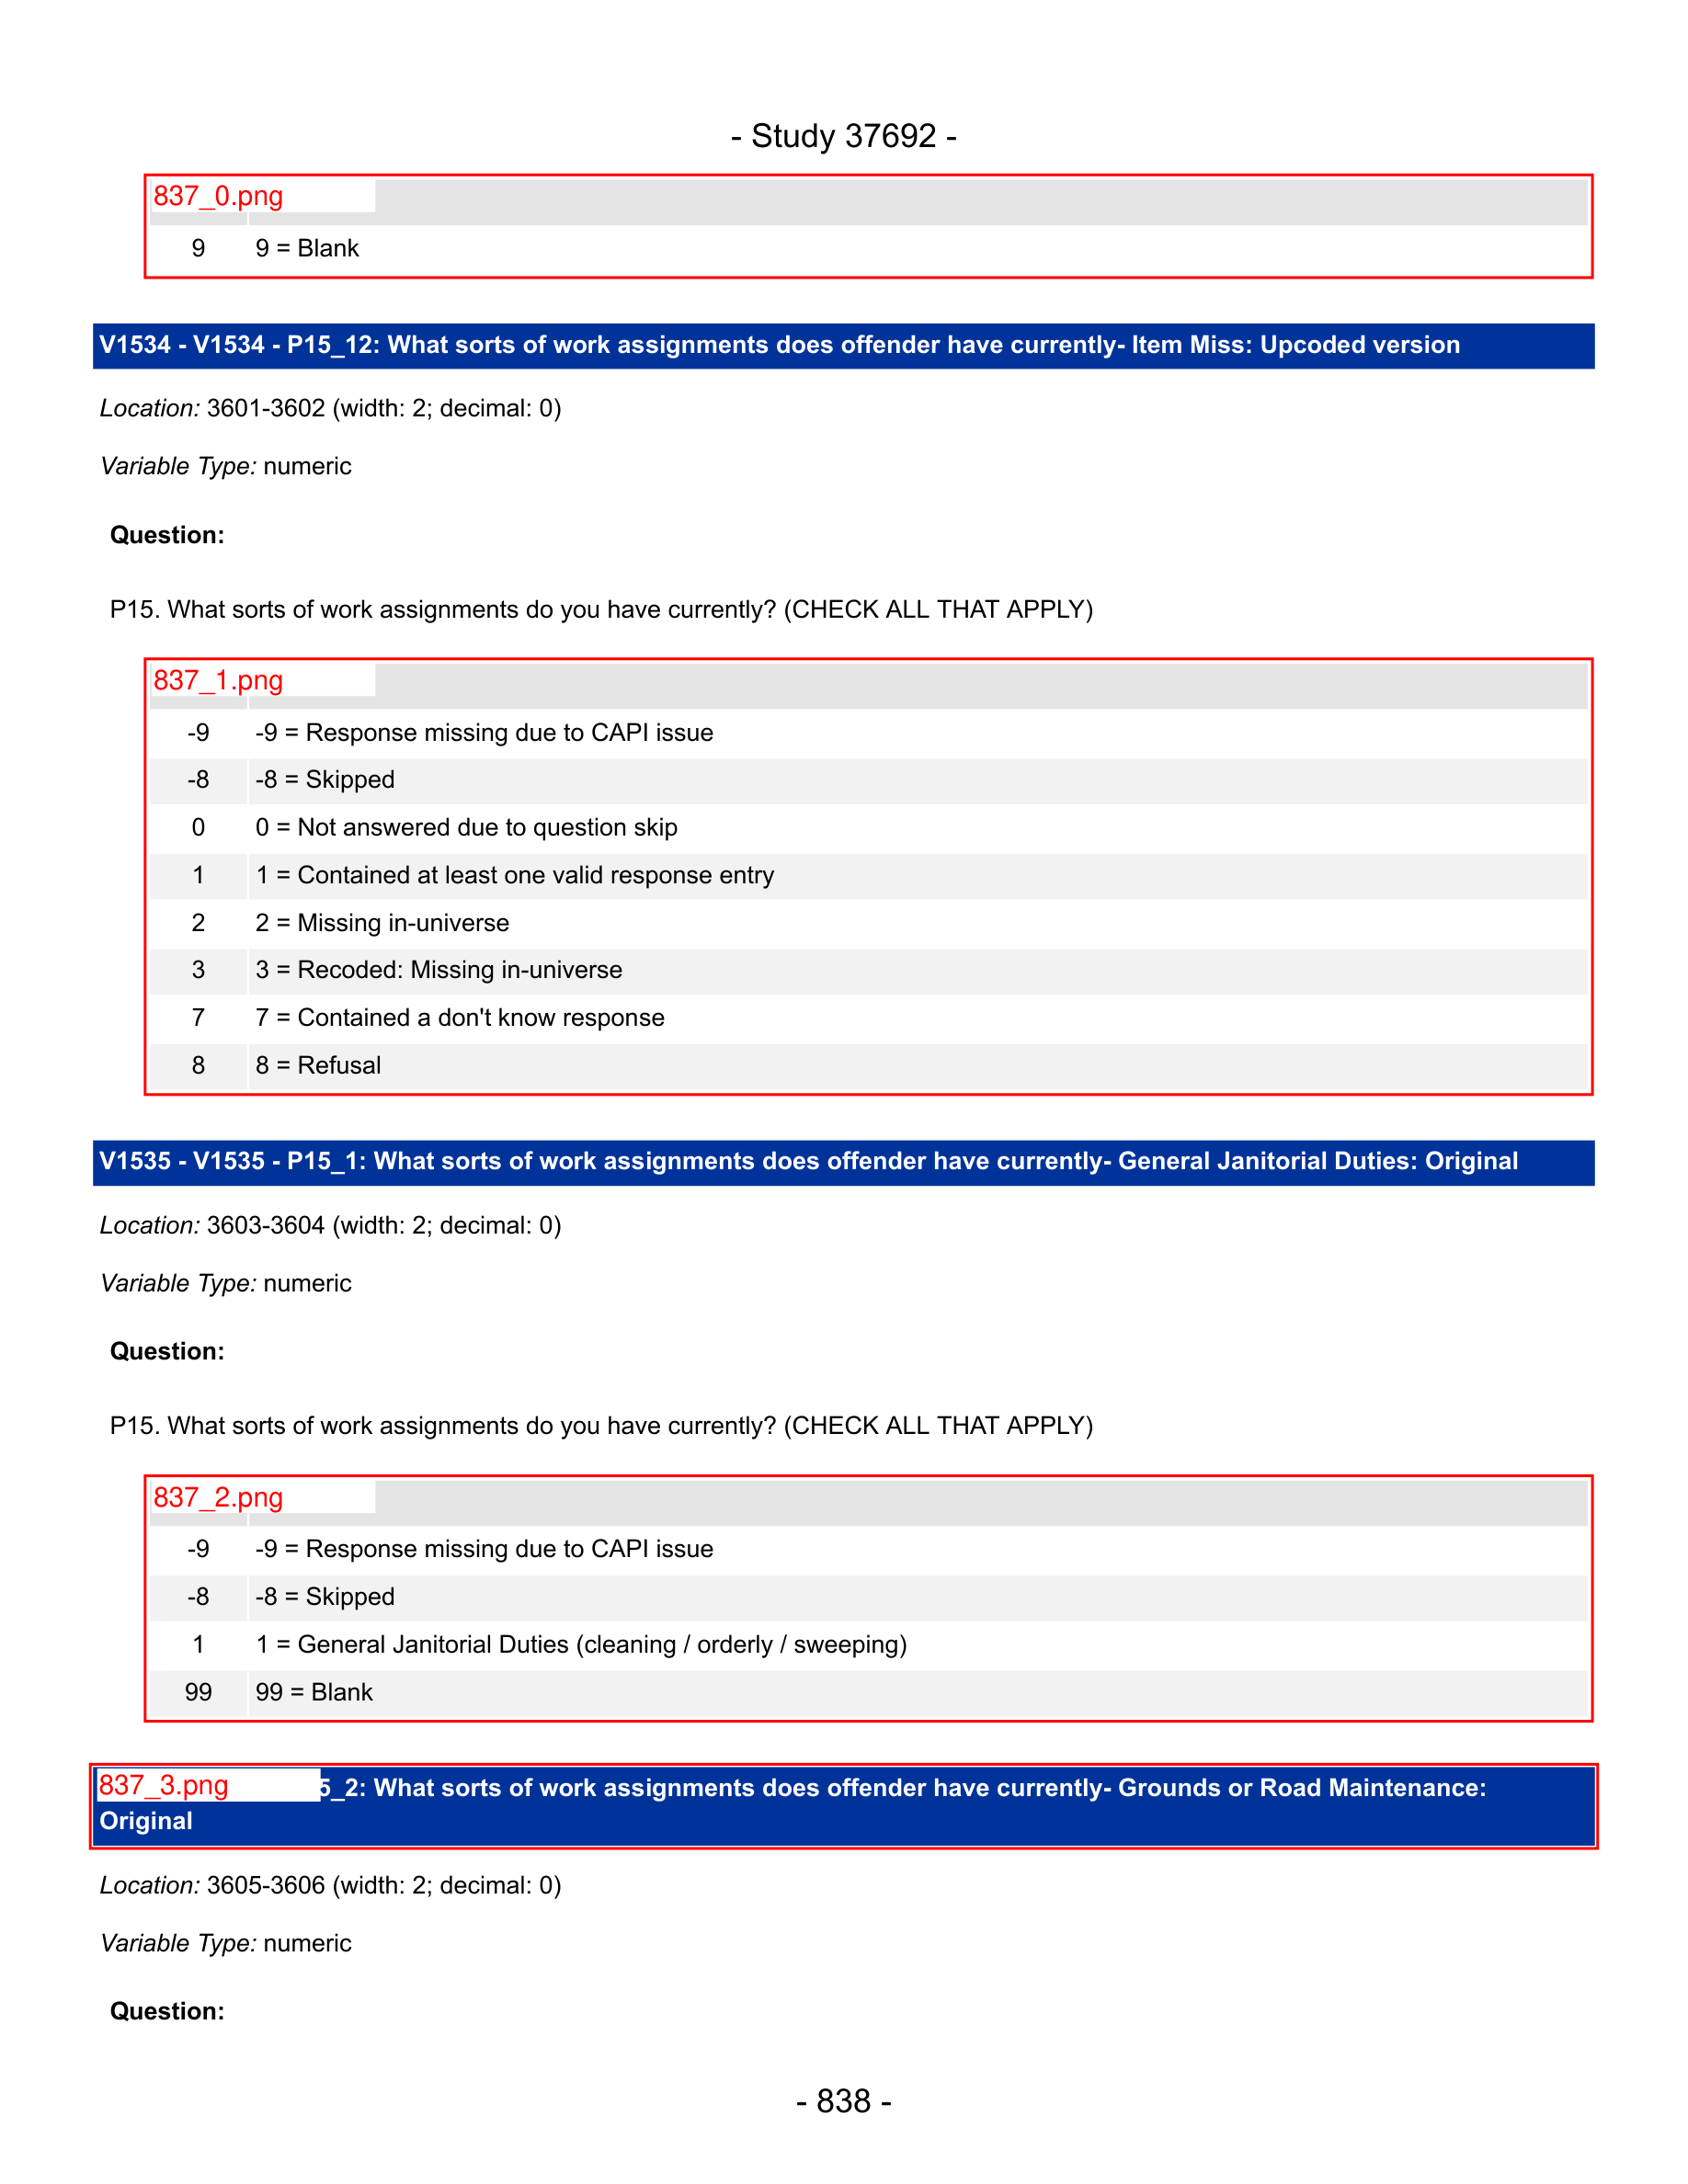 - Study 37692 -
837_0.png
9 9 = Blank
V1534 - V1534 - P15_12: What sorts of work assignments does offender have currently- Item Miss: Upcoded version
Location: 3601-3602 (width: 2; decimal: 0)
Variable Type: numeric
Question:
P15. What sorts of work assignments do you have currently? (CHECK ALL THAT APPLY)
837_1.png
-9 -9 = Response missing due to CAPI issue
-8 -8 = Skipped
0 0 = Not answered due to question skip
1 1 = Contained at least one valid response entry
2 2 = Missing in-universe
3 3 = Recoded: Missing in-universe
7 7 = Contained a don't know response
8 8 = Refusal
V1535 - V1535 - P15_1: What sorts of work assignments does offender have currently- General Janitorial Duties: Original
Location: 3603-3604 (width: 2; decimal: 0)
Variable Type: numeric
Question:
P15. What sorts of work assignments do you have currently? (CHECK ALL THAT APPLY)
837_2.png
-9 -9 = Response missing due to CAPI issue
-8 -8 = Skipped
1 1 = General Janitorial Duties (cleaning / orderly / sweeping)
99 99 = Blank
837_3.png 5_2: What sorts of work assignments does offender have currently- Grounds or Road Maintenance:
Original
Location: 3605-3606 (width: 2; decimal: 0)
Variable Type: numeric
Question:
- 838 -